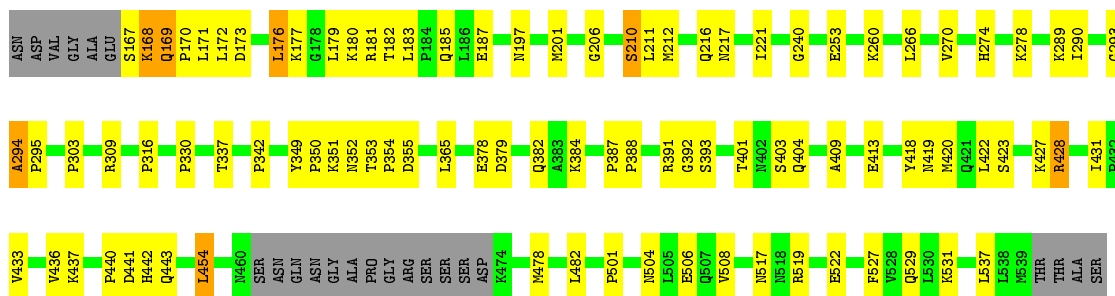 ASN ASP VAL GLY ALA GLU S167 K168 Q169 P170 L171 L172 D173 L176 K177 G178 L179 K180 R181 T182 L183 P184 Q185 L186 E187 N197 M201 G206 S210 L211 M212 Q216 N217 I221 G240 E253 K260 L266 V270 H274 K278 K289 I290 G293
A294 P295 P303 R309 P316 P330 T337 P342 Y349 P350 K351 N352 T353 P354 D355 L365 E378 D379 Q382 A383 K384 P387 P388 R391 G392 S393 T401 N402 S403 Q404 A409 E413 Y418 N419 M420 Q421 L422 S423 K427 R428 I431
V433 V436 K437 P440 D441 H442 Q443 L454 N460 SER ASN GLN ASN GLY ALA PRO GLY ARG SER SER SER ASP K474 M478 L482 P501 N504 L505 E506 Q507 V508 N517 N518 R519 E522 F527 V528 Q529 L530 K531 L537 L538 M539 THR THR ALA SER